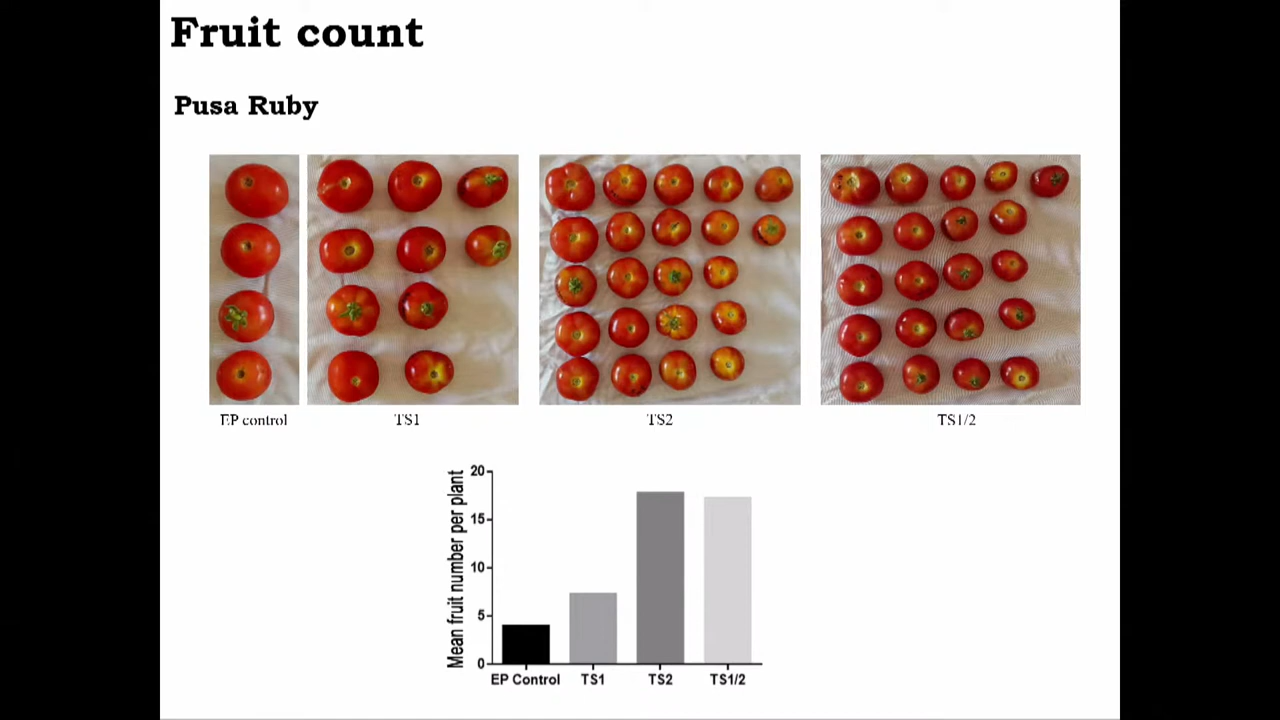 Fruit count
Pusa Ruby
EP control
TS1
TS2
TS1/2
Mean fruit number per plant
20
15
10
5
0
EP Control
TS1
TS2
TS1/2